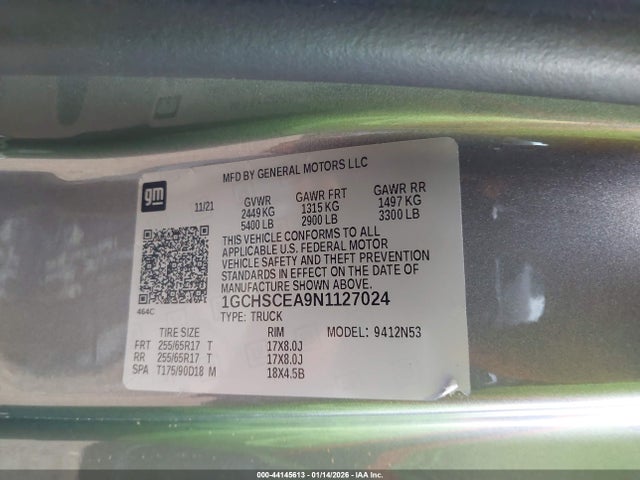 MFD BY GENERAL MOTORS LLC
gm
11/21
GVWR GAWR FRT GAWR RR
2449 KG 1315 KG 1497 KG
5400 LB 2900 LB 3300 LB
THIS VEHICLE CONFORMS TO ALL
APPLICABLE U.S. FEDERAL MOTOR
VEHICLE SAFETY AND THEFT PREVENTION
STANDARDS IN EFFECT ON THE DATE OF
MANUFACTURE SHOWN ABOVE.
1GCHSCEA9N1127024
464C
TYPE: TRUCK
TIRE SIZE RIM MODEL: 9412N53
FRT 255/65R17 T 17X8.0J
RR 255/65R17 T 17X8.0J
SPA T175/90D18 M 18X4.5B
000-44145613 - 01/14/2026 - IAA Inc.